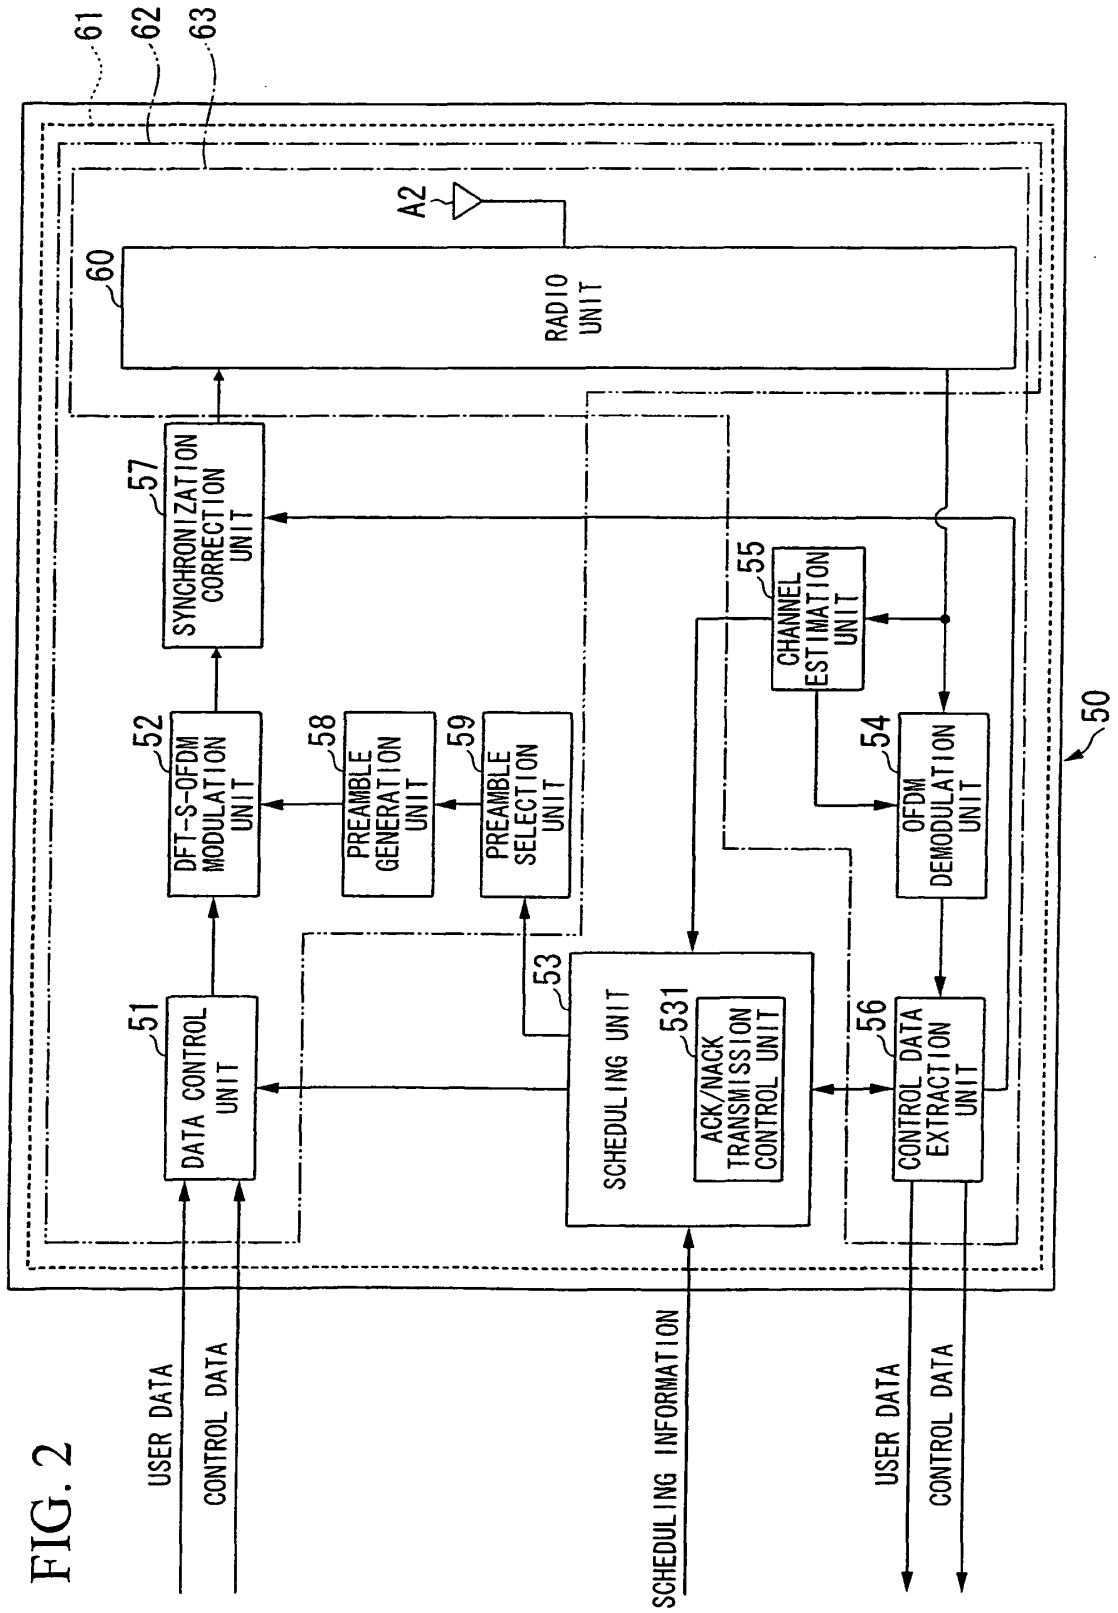 FIG. 2
61
62
63
50
USER DATA
CONTROL DATA
51
DATA CONTROL
UNIT
52
DFT-S-OFDM
MODULATION
UNIT
57
SYNCHRONIZATION
CORRECTION
UNIT
60
RADIO
UNIT
A2
58
PREAMBLE
GENERATION
UNIT
59
PREAMBLE
SELECTION
UNIT
SCHEDULING INFORMATION
53
SCHEDULING UNIT
531
ACK/NACK
TRANSMISSION
CONTROL UNIT
55
CHANNEL
ESTIMATION
UNIT
54
OFDM
DEMODULATION
UNIT
56
CONTROL DATA
EXTRACTION
UNIT
USER DATA
CONTROL DATA